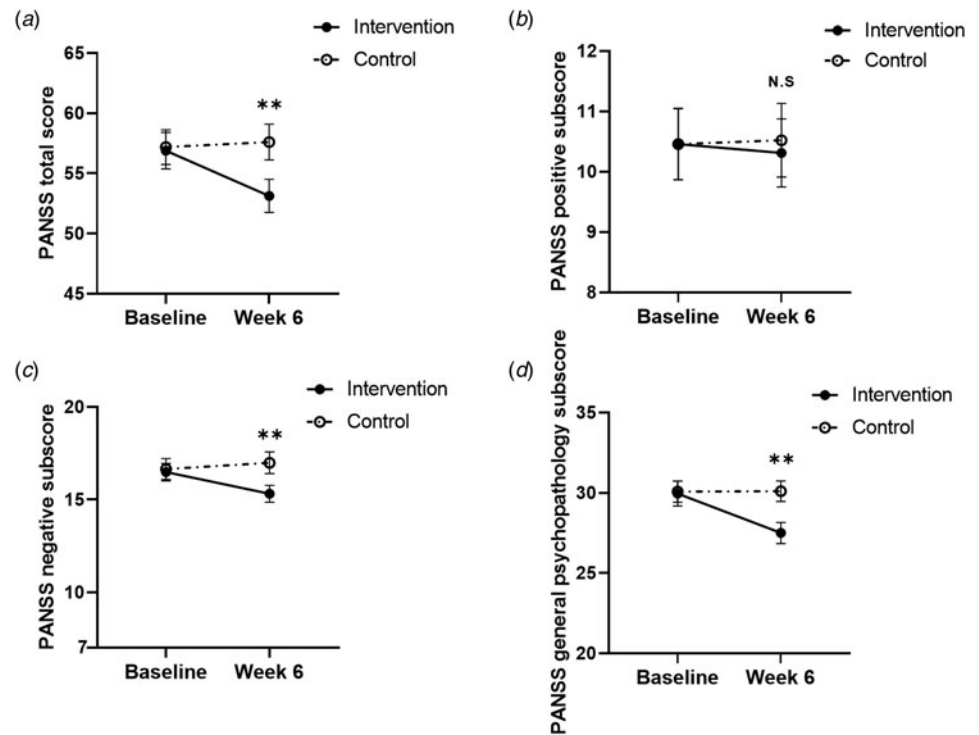 (a)
Intervention
Control
PANSS total score
65
60
55
50
45
**
Baseline Week 6
(b)
Intervention
Control
PANSS positive subscore
12
11
10
9
8
N.S
Baseline Week 6
(c)
Intervention
Control
PANSS negative subscore
20
15
10
7
**
Baseline Week 6
(d)
Intervention
Control
PANSS general psychopathology subscore
35
30
25
20
**
Baseline Week 6